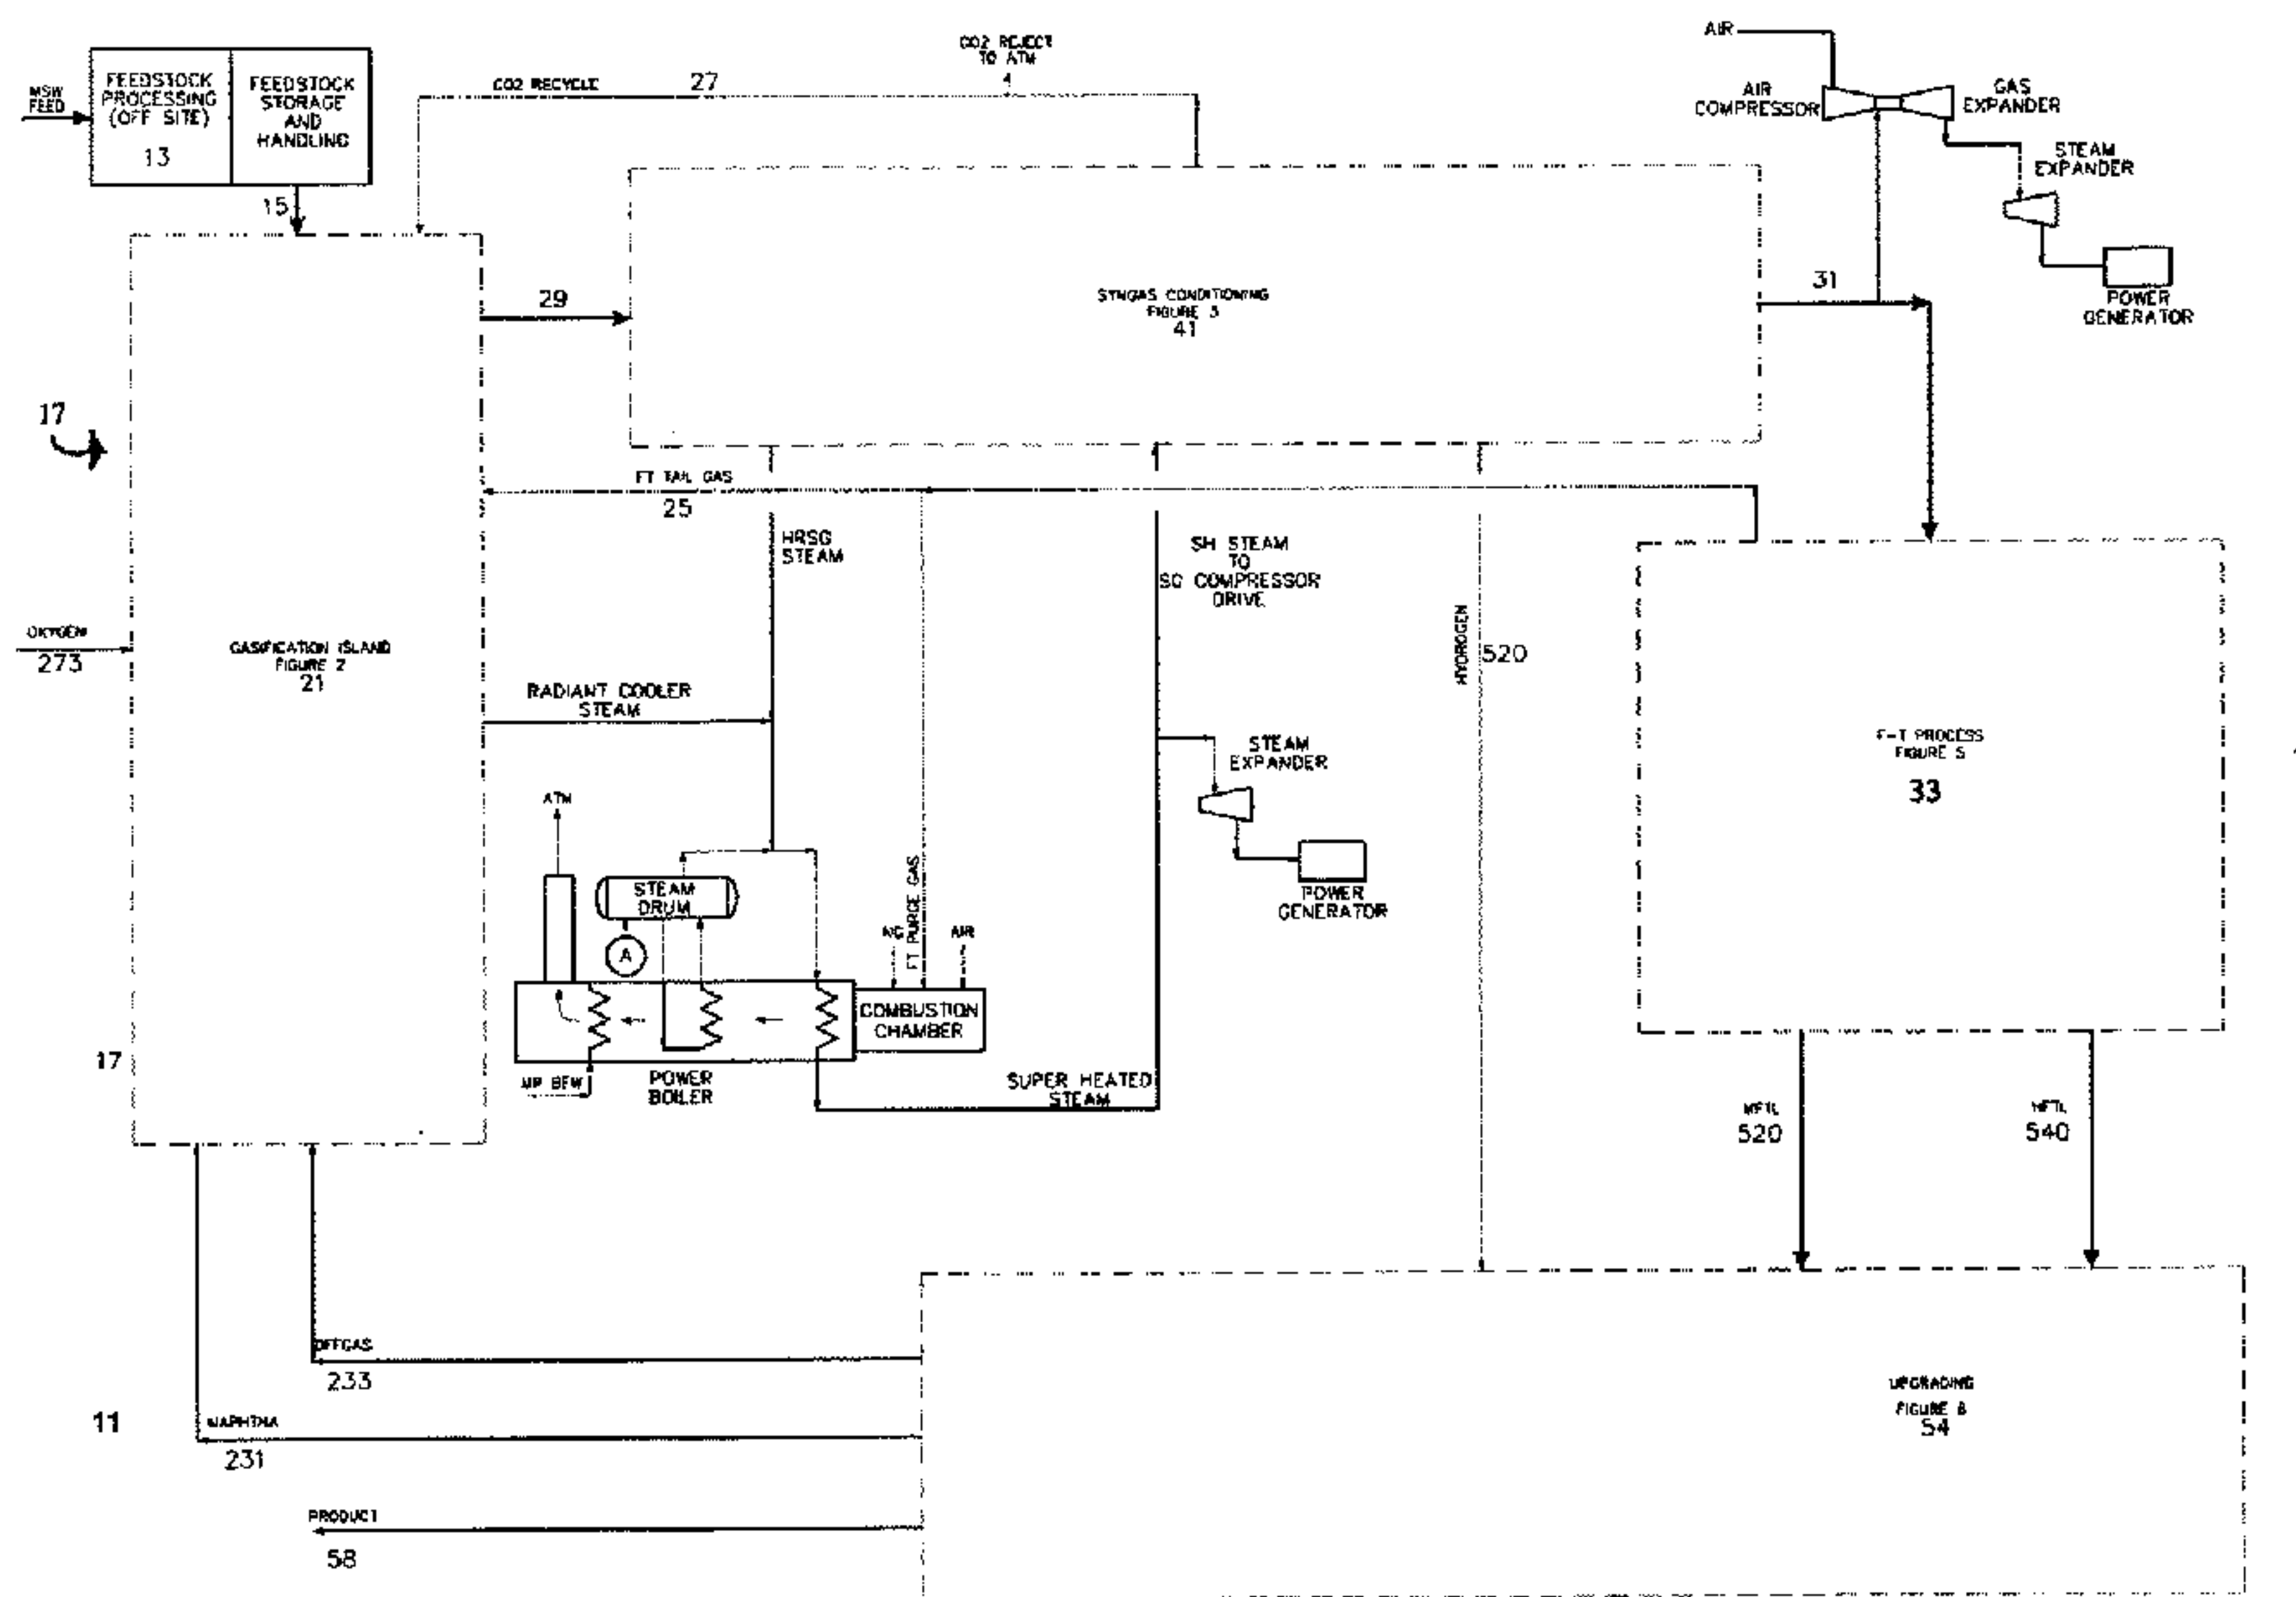 MSW
FEED
FEEDSTOCK
PROCESSING
(OFF SITE)
13
FEEDSTOCK
STORAGE
AND
HANDLING
15
CO2 RECYCLE
27
CO2 REJECT
TO ATM
AIR
AIR
COMPRESSOR
GAS
EXPANDER
STEAM
EXPANDER
POWER
GENERATOR
29
SYNGAS CONDITIONING
FIGURE 3
41
31
17
FT TAIL GAS
25
HRSG
STEAM
SH STEAM
TO
SG COMPRESSOR
DRIVE
HYDROGEN
520
OXYGEN
273
GASIFICATION ISLAND
FIGURE 2
21
RADIANT COOLER
STEAM
F-T PROCESS
FIGURE 5
33
STEAM
EXPANDER
POWER
GENERATOR
ATM
STEAM
DRUM
A
NG
FT PURGE GAS
AIR
COMBUSTION
CHAMBER
17
MP BFW
POWER
BOILER
SUPER HEATED
STEAM
MFTL
520
HFTL
540
OFFGAS
233
11
NAPHTHA
231
PRODUCT
58
UPGRADING
FIGURE 8
54